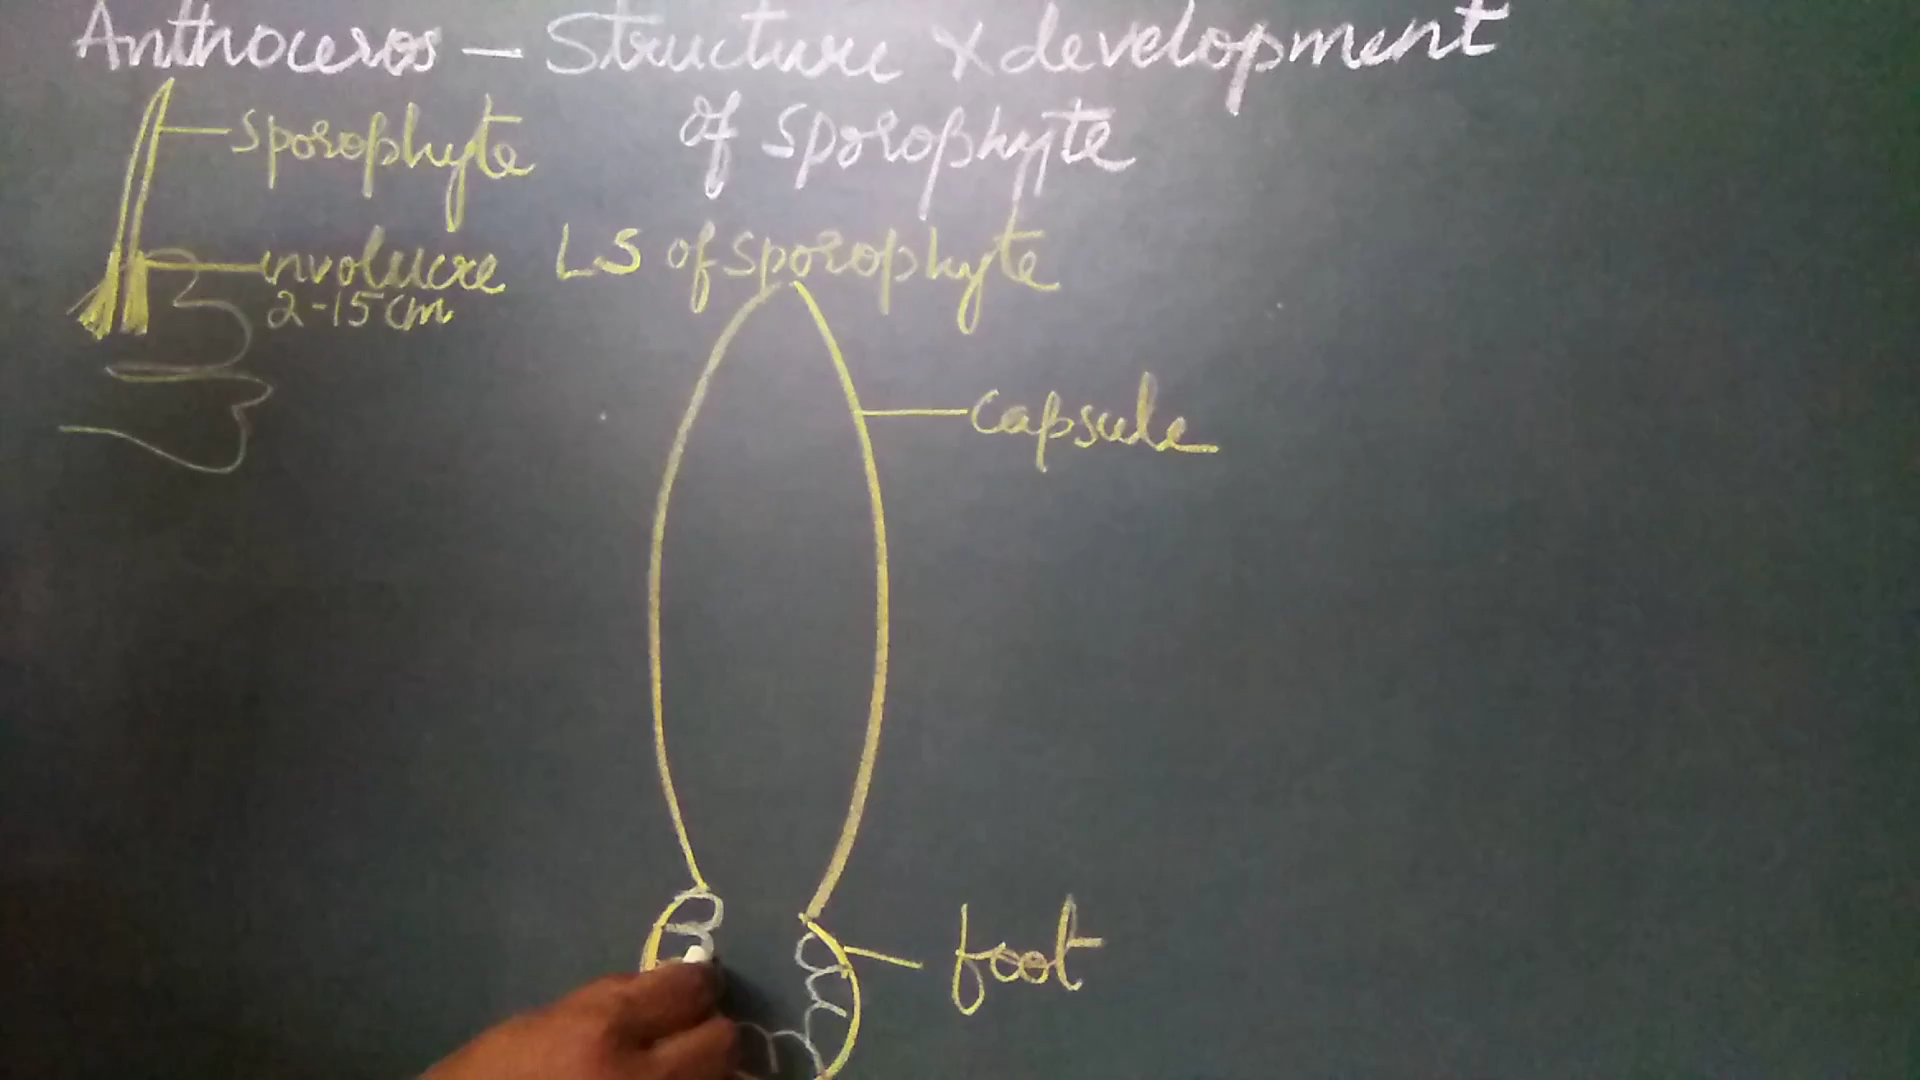 Anthoceros — Structure & development
of sporophyte
sporophyte
involucre
2-15 cm
LS of sporophyte
capsule
foot